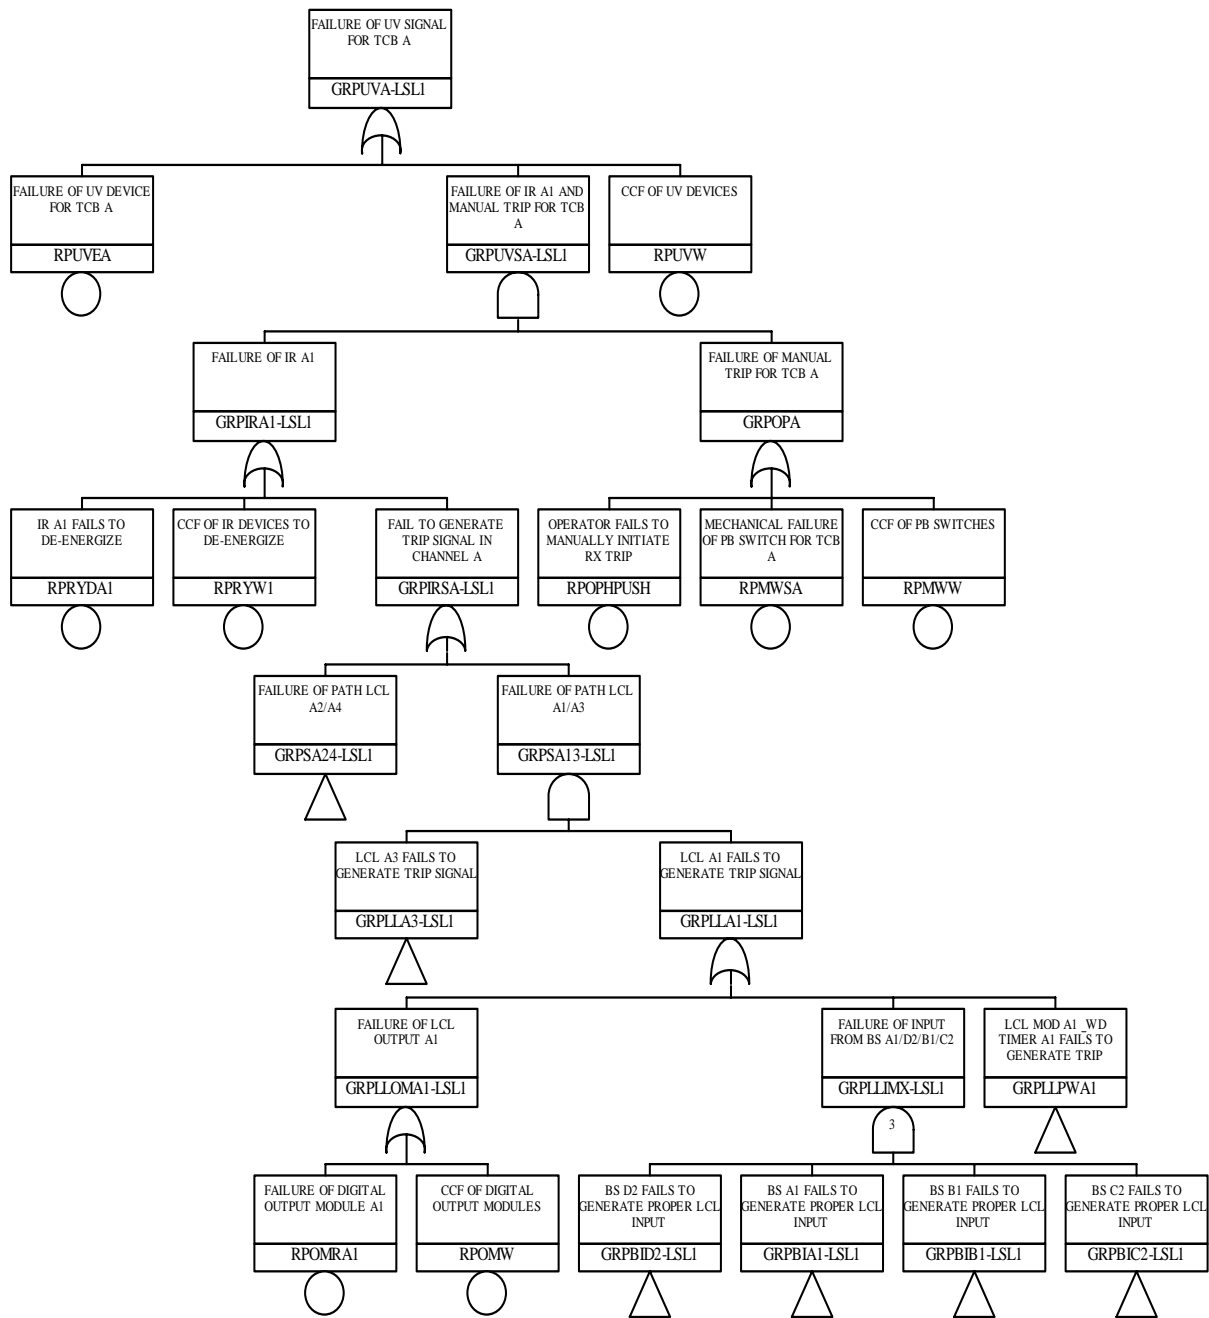 FAILURE OF UV SIGNAL
FOR TCB A
GRPUVA-LSL1
FAILURE OF UV DEVICE
FOR TCB A
RPUVEA
FAILURE OF IR A1 AND
MANUAL TRIP FOR TCB
A
GRPUVSA-LSL1
CCF OF UV DEVICES
RPUVW
FAILURE OF IR A1
GRPIRA1-LSL1
FAILURE OF MANUAL
TRIP FOR TCB A
GRPOPA
IR A1 FAILS TO
DE-ENERGIZE
RPRYDA1
CCF OF IR DEVICES TO
DE-ENERGIZE
RPRYW1
FAIL TO GENERATE
TRIP SIGNAL IN
CHANNEL A
GRPIRSA-LSL1
OPERATOR FAILS TO
MANUALLY INITIATE
RX TRIP
RPOPHPUSH
MECHANICAL FAILURE
OF PB SWITCH FOR TCB
A
RPMWSA
CCF OF PB SWITCHES
RPMWW
FAILURE OF PATH LCL
A2/A4
GRPSA24-LSL1
FAILURE OF PATH LCL
A1/A3
GRPSA13-LSL1
LCL A3 FAILS TO
GENERATE TRIP SIGNAL
GRPLLA3-LSL1
LCL A1 FAILS TO
GENERATE TRIP SIGNAL
GRPLLA1-LSL1
FAILURE OF LCL
OUTPUT A1
GRPLLOMA1-LSL1
FAILURE OF INPUT
FROM BS A1/D2/B1/C2
GRPLLIMX-LSL1
3
LCL MOD A1_WD
TIMER A1 FAILS TO
GENERATE TRIP
GRPLLPWA1
FAILURE OF DIGITAL
OUTPUT MODULE A1
RPOMRA1
CCF OF DIGITAL
OUTPUT MODULES
RPOMW
BS D2 FAILS TO
GENERATE PROPER LCL
INPUT
GRPBID2-LSL1
BS A1 FAILS TO
GENERATE PROPER LCL
INPUT
GRPBIA1-LSL1
BS B1 FAILS TO
GENERATE PROPER LCL
INPUT
GRPBIB1-LSL1
BS C2 FAILS TO
GENERATE PROPER LCL
INPUT
GRPBIC2-LSL1